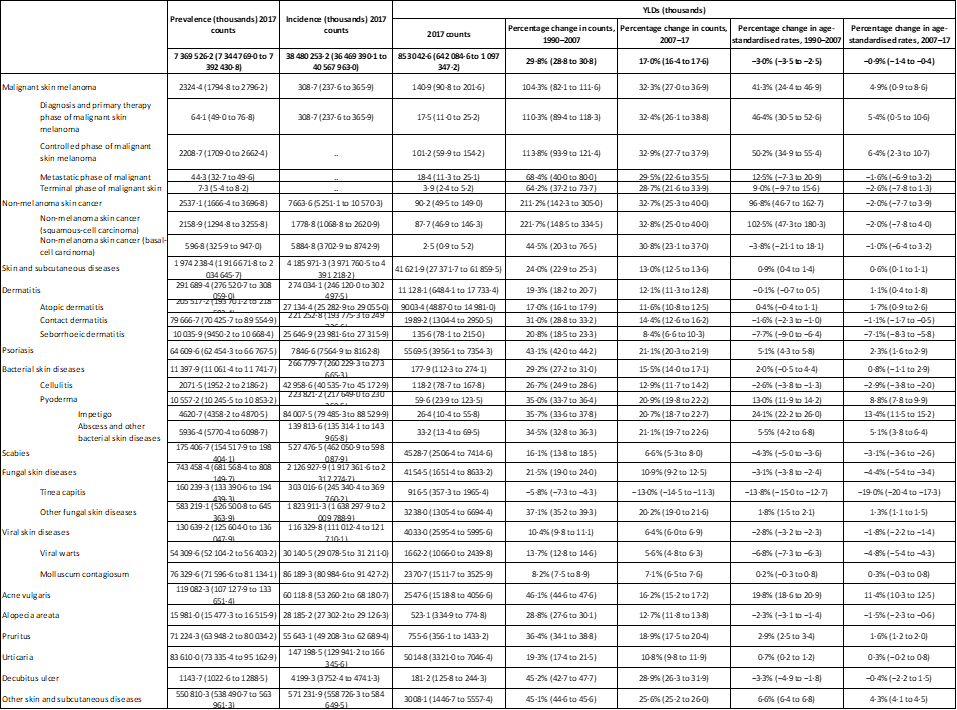 Prevalence (thousands) 2017 counts | Incidence (thousands) 2017 counts | YLDs (thousands)
2017 counts | Percentage change in counts, 1990–2007 | Percentage change in counts, 2007–17 | Percentage change in age-standardised rates, 1990–2007 | Percentage change in age-standardised rates, 2007–17
7 369 526·2 (7 344 769·0 to 7 392 430·8) | 38 480 253·2 (36 469 390·1 to 40 567 963·0) | 853 042·6 (642 084·6 to 1 097 347·2) | 29·8% (28·8 to 30·8) | 17·0% (16·4 to 17·6) | −3·0% (−3·5 to −2·5) | −0·9% (−1·4 to −0·4)
Malignant skin melanoma | 2324·4 (1794·8 to 2796·2) | 308·7 (237·6 to 365·9) | 140·9 (90·8 to 201·6) | 104·3% (82·1 to 111·6) | 32·3% (27·0 to 36·9) | 41·3% (24·4 to 46·9) | 4·9% (0·9 to 8·6)
Diagnosis and primary therapy phase of malignant skin melanoma | 64·1 (49·0 to 76·8) | 308·7 (237·6 to 365·9) | 17·5 (11·0 to 25·2) | 110·3% (89·4 to 118·3) | 32·4% (26·1 to 38·8) | 46·4% (30·5 to 52·6) | 5·4% (0·5 to 10·6)
Controlled phase of malignant skin melanoma | 2208·7 (1709·0 to 2662·4) | .. | 101·2 (59·9 to 154·2) | 113·8% (93·9 to 121·4) | 32·9% (27·7 to 37·9) | 50·2% (34·9 to 55·4) | 6·4% (2·3 to 10·7)
Metastatic phase of malignant | 44·3 (32·7 to 49·6) | .. | 18·4 (11·3 to 25·1) | 68·4% (40·0 to 80·0) | 29·5% (22·6 to 35·5) | 12·5% (−7·3 to 20·9) | −1·6% (−6·9 to 3·2)
Terminal phase of malignant skin | 7·3 (5·4 to 8·2) | .. | 3·9 (2·4 to 5·2) | 64·2% (37·2 to 73·7) | 28·7% (21·6 to 33·9) | 9·0% (−9·7 to 15·6) | −2·6% (−7·8 to 1·3)
Non-melanoma skin cancer | 2537·1 (1666·4 to 3696·8) | 7663·6 (5251·1 to 10 570·3) | 90·2 (49·5 to 149·0) | 211·2% (142·3 to 305·0) | 32·7% (25·3 to 40·0) | 96·8% (46·7 to 162·7) | −2·0% (−7·7 to 3·9)
Non-melanoma skin cancer (squamous-cell carcinoma) | 2158·9 (1294·8 to 3255·8) | 1778·8 (1068·8 to 2620·9) | 87·7 (46·9 to 146·3) | 221·7% (148·5 to 334·5) | 32·8% (25·0 to 40·0) | 102·5% (47·3 to 180·3) | −2·0% (−7·8 to 4·0)
Non-melanoma skin cancer (basal-cell carcinoma) | 596·8 (325·9 to 947·0) | 5884·8 (3702·9 to 8742·9) | 2·5 (0·9 to 5·2) | 44·5% (20·3 to 76·5) | 30·8% (23·1 to 37·0) | −3·8% (−21·1 to 18·1) | −1·0% (−6·4 to 3·2)
Skin and subcutaneous diseases | 1 974 238·4 (1 916 671·8 to 2 034 645·7) | 4 185 971·3 (3 971 760·5 to 4 391 218·2) | 41 621·9 (27 371·7 to 61 859·5) | 24·0% (22·9 to 25·3) | 13·0% (12·5 to 13·6) | 0·9% (0·4 to 1·4) | 0·6% (0·1 to 1·1)
Dermatitis | 291 689·4 (276 520·7 to 308 059·0) | 274 034·1 (246 120·0 to 302 497·5) | 11 128·1 (6484·1 to 17 733·4) | 19·3% (18·2 to 20·7) | 12·1% (11·3 to 12·8) | −0·1% (−0·7 to 0·5) | 1·1% (0·4 to 1·8)
Atopic dermatitis | 27 134·4 (25 282·9 to 29 055·0) | 9003·4 (4887·0 to 14 981·0) | 17·0% (16·1 to 17·9) | 11·6% (10·8 to 12·5) | 0·4% (−0·4 to 1·1) | 1·7% (0·9 to 2·6)
Contact dermatitis | 79 666·7 (70 425·7 to 89 554·9) | 1989·2 (1304·4 to 2950·5) | 31·0% (28·8 to 33·2) | 14·4% (12·6 to 16·2) | −1·6% (−2·3 to −1·0) | −1·1% (−1·7 to −0·5)
Seborrhoeic dermatitis | 10 035·9 (9450·2 to 10 668·4) | 25 646·9 (23 981·6 to 27 315·9) | 135·6 (78·1 to 215·0) | 20·8% (18·5 to 23·3) | 8·4% (6·6 to 10·3) | −7·7% (−9·0 to −6·4) | −7·1% (−8·3 to −5·8)
Psoriasis | 64 609·6 (62 454·3 to 66 767·5) | 7846·6 (7564·9 to 8162·8) | 5569·5 (3956·1 to 7354·3) | 43·1% (42·0 to 44·2) | 21·1% (20·3 to 21·9) | 5·1% (4·3 to 5·8) | 2·3% (1·6 to 2·9)
Bacterial skin diseases | 11 397·9 (11 061·4 to 11 741·7) | 266 779·7 (260 229·3 to 273 665·3) | 177·9 (112·3 to 274·1) | 29·2% (27·2 to 31·0) | 15·5% (14·0 to 17·1) | 2·0% (−0·5 to 4·4) | 0·8% (−1·1 to 2·9)
Cellulitis | 2071·5 (1952·2 to 2186·2) | 42 958·6 (40 535·7 to 45 172·9) | 118·2 (78·7 to 167·8) | 26·7% (24·9 to 28·6) | 12·9% (11·7 to 14·2) | −2·6% (−3·8 to −1·3) | −2·9% (−3·8 to −2·0)
Pyoderma | 10 557·2 (10 245·5 to 10 853·2) | 59·6 (23·9 to 123·5) | 35·0% (33·7 to 36·4) | 20·9% (19·8 to 22·2) | 13·0% (11·9 to 14·2) | 8·8% (7·8 to 9·9)
Impetigo | 4620·7 (4358·2 to 4870·5) | 84 007·5 (79 485·3 to 88 529·9) | 26·4 (10·4 to 55·8) | 35·7% (33·6 to 37·8) | 20·7% (18·7 to 22·7) | 24·1% (22·2 to 26·0) | 13·4% (11·5 to 15·2)
Abscess and other bacterial skin diseases | 5936·4 (5770·4 to 6098·7) | 139 813·6 (135 314·1 to 143 965·8) | 33·2 (13·4 to 69·5) | 34·5% (32·8 to 36·3) | 21·1% (19·7 to 22·6) | 5·5% (4·2 to 6·8) | 5·1% (3·8 to 6·4)
Scabies | 175 406·7 (154 517·9 to 198 404·1) | 527 476·5 (462 050·9 to 598 087·9) | 4528·7 (2506·4 to 7414·6) | 16·1% (13·8 to 18·5) | 6·6% (5·3 to 8·0) | −4·3% (−5·0 to −3·6) | −3·1% (−3·6 to −2·6)
Fungal skin diseases | 743 458·4 (681 568·4 to 808 149·7) | 2 126 927·9 (1 917 361·6 to 2 317 274·7) | 4154·5 (1651·4 to 8633·2) | 21·5% (19·0 to 24·0) | 10·9% (9·2 to 12·5) | −3·1% (−3·8 to −2·4) | −4·4% (−5·4 to −3·4)
Tinea capitis | 160 239·3 (133 390·6 to 194 439·3) | 303 016·6 (245 340·4 to 369 760·2) | 916·5 (357·3 to 1965·4) | −5·8% (−7·3 to −4·3) | −13·0% (−14·5 to −11·3) | −13·8% (−15·0 to −12·7) | −19·0% (−20·4 to −17·3)
Other fungal skin diseases | 583 219·1 (526 500·8 to 645 363·9) | 1 823 911·3 (1 638 297·9 to 2 009 788·9) | 3238·0 (1305·4 to 6694·4) | 37·1% (35·2 to 39·3) | 20·2% (19·0 to 21·6) | 1·8% (1·5 to 2·1) | 1·3% (1·1 to 1·5)
Viral skin diseases | 130 639·2 (125 604·0 to 136 047·9) | 116 329·8 (111 012·4 to 121 710·1) | 4033·0 (2595·4 to 5995·6) | 10·4% (9·8 to 11·1) | 6·4% (6·0 to 6·9) | −2·8% (−3·2 to −2·3) | −1·8% (−2·2 to −1·4)
Viral warts | 54 309·6 (52 104·2 to 56 403·2) | 30 140·5 (29 078·5 to 31 211·0) | 1662·2 (1066·0 to 2439·8) | 13·7% (12·8 to 14·6) | 5·6% (4·8 to 6·3) | −6·8% (−7·3 to −6·3) | −4·8% (−5·4 to −4·3)
Molluscum contagiosum | 76 329·6 (71 596·6 to 81 134·1) | 86 189·3 (80 984·6 to 91 427·2) | 2370·7 (1511·7 to 3525·9) | 8·2% (7·5 to 8·9) | 7·1% (6·5 to 7·6) | 0·2% (−0·3 to 0·8) | 0·3% (−0·3 to 0·8)
Acne vulgaris | 119 082·3 (107 127·9 to 133 651·4) | 60 118·8 (53 260·2 to 68 180·7) | 2547·6 (1518·8 to 4056·6) | 46·1% (44·6 to 47·6) | 16·2% (15·2 to 17·2) | 19·8% (18·6 to 20·9) | 11·4% (10·3 to 12·5)
Alopecia areata | 15 981·0 (15 477·3 to 16 515·9) | 28 185·2 (27 302·2 to 29 126·3) | 523·1 (334·9 to 774·8) | 28·8% (27·6 to 30·1) | 12·7% (11·8 to 13·8) | −2·3% (−3·1 to −1·4) | −1·5% (−2·3 to −0·6)
Pruritus | 71 224·3 (63 948·2 to 80 034·2) | 55 643·1 (49 208·3 to 62 689·4) | 755·6 (356·1 to 1433·2) | 36·4% (34·1 to 38·8) | 18·9% (17·5 to 20·4) | 2·9% (2·5 to 3·4) | 1·6% (1·2 to 2·0)
Urticaria | 83 610·0 (73 335·4 to 95 162·9) | 147 198·5 (129 941·2 to 166 345·6) | 5014·8 (3321·0 to 7046·4) | 19·3% (17·4 to 21·5) | 10·8% (9·8 to 11·9) | 0·7% (0·2 to 1·2) | 0·3% (−0·2 to 0·8)
Decubitus ulcer | 1143·7 (1022·6 to 1288·5) | 4199·3 (3752·4 to 4741·3) | 181·2 (125·8 to 244·3) | 45·2% (42·7 to 47·7) | 28·9% (26·3 to 31·9) | −3·3% (−4·9 to −1·8) | −0·4% (−2·2 to 1·5)
Other skin and subcutaneous diseases | 550 810·3 (538 490·7 to 563 961·3) | 571 231·9 (558 726·3 to 584 649·5) | 3008·1 (1446·7 to 5557·4) | 45·1% (44·6 to 45·6) | 25·6% (25·2 to 26·0) | 6·6% (6·4 to 6·8) | 4·3% (4·1 to 4·5)